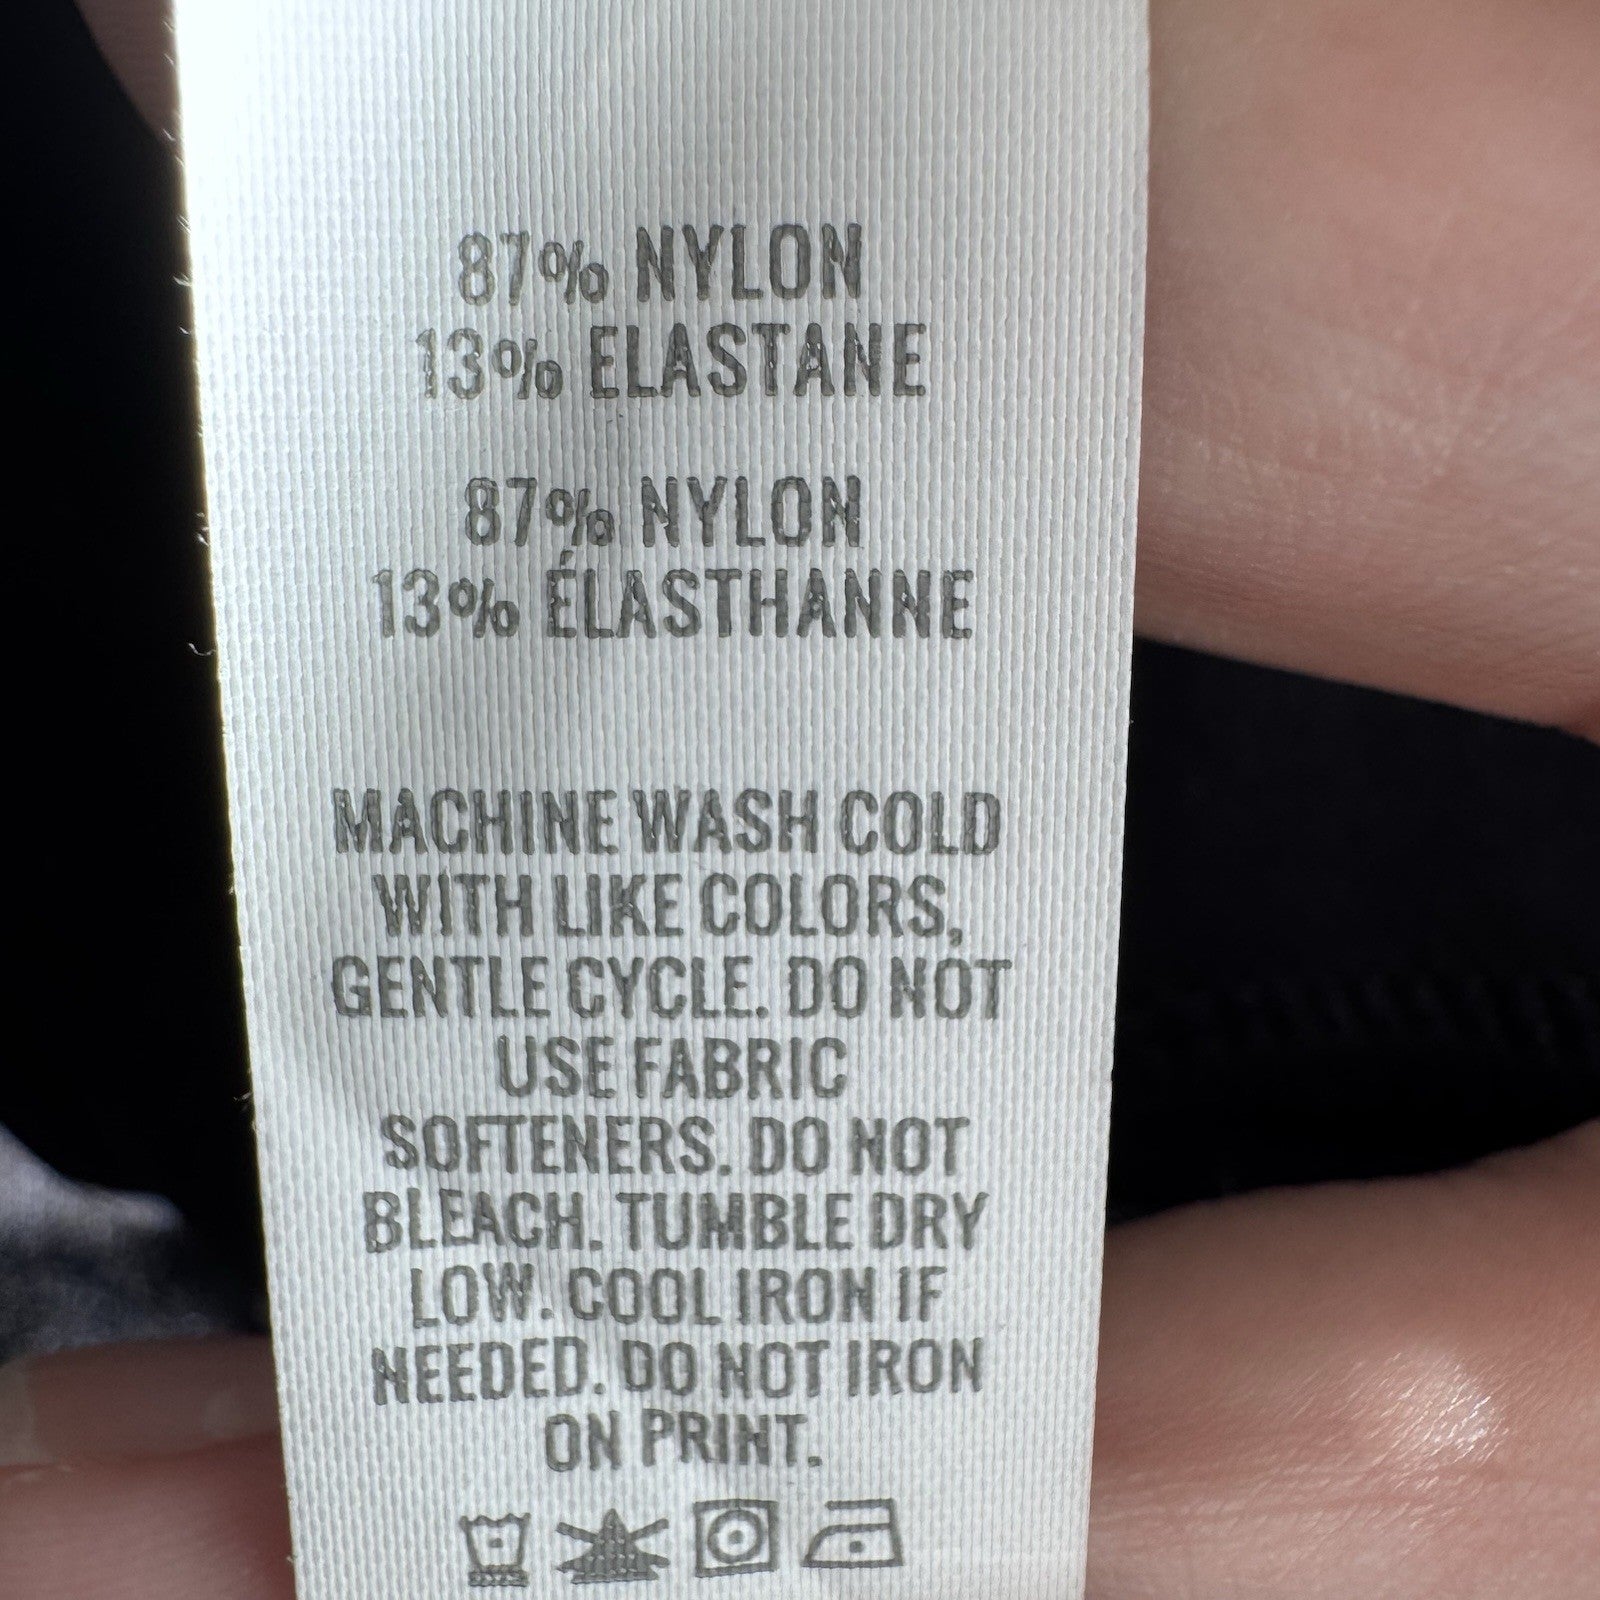 87% NYLON
13% ELASTANE
87% NYLON
13% ÉLASTHANNE
MACHINE WASH COLD
WITH LIKE COLORS,
GENTLE CYCLE. DO NOT
USE FABRIC
SOFTENERS. DO NOT
BLEACH. TUMBLE DRY
LOW. COOL IRON IF
NEEDED. DO NOT IRON
ON PRINT.